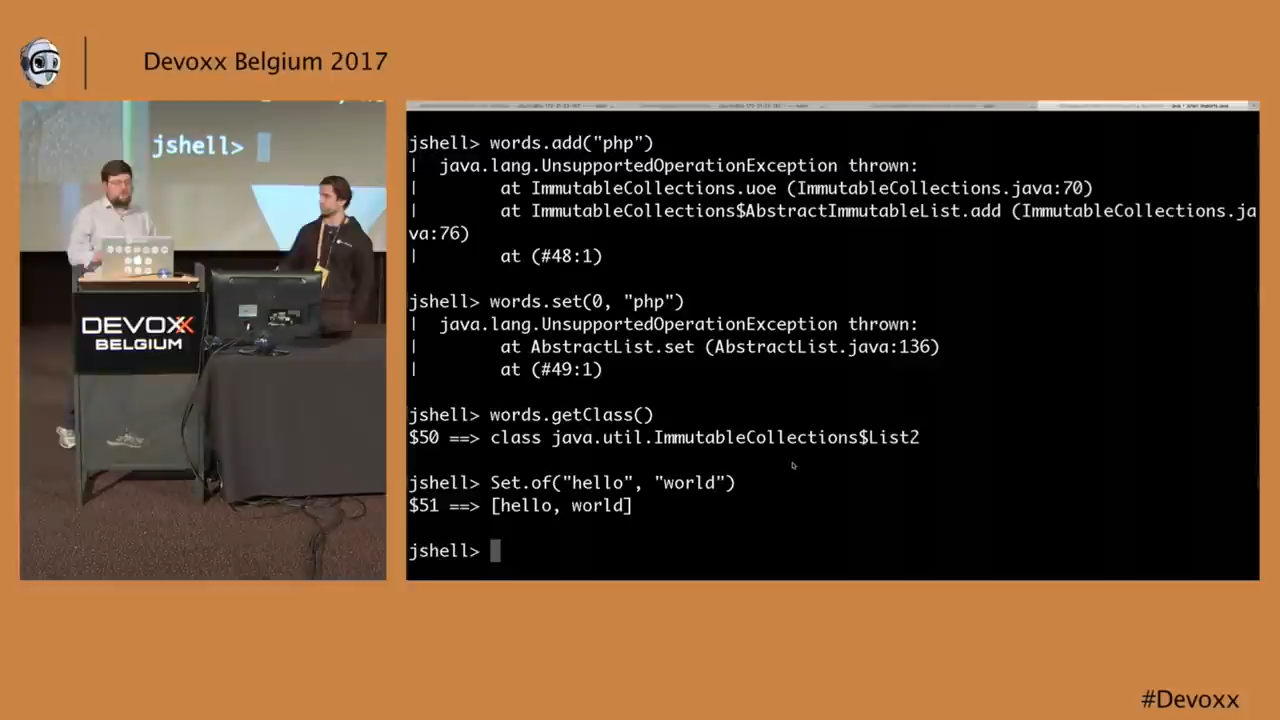 Devoxx Belgium 2017
jshell>
DEVOXX
BELGIUM
jshell> words.add("php")
|   java.lang.UnsupportedOperationException thrown:
|         at ImmutableCollections.uoe (ImmutableCollections.java:70)
|         at ImmutableCollections$AbstractImmutableList.add (ImmutableCollections.ja
va:76)
|         at (#48:1)
jshell> words.set(0, "php")
|   java.lang.UnsupportedOperationException thrown:
|         at AbstractList.set (AbstractList.java:136)
|         at (#49:1)
jshell> words.getClass()
$50 ==> class java.util.ImmutableCollections$List2
jshell> Set.of("hello", "world")
$51 ==> [hello, world]
jshell>
#Devoxx